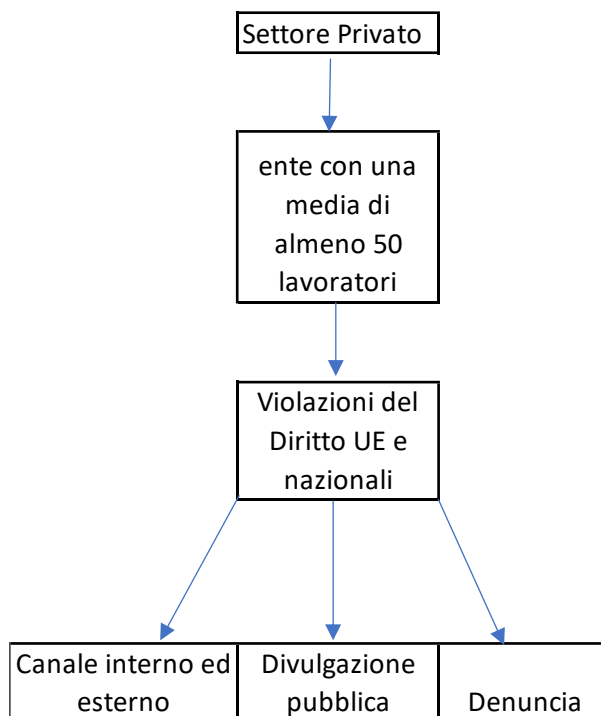 Settore Privato
ente con una
media di
almeno 50
lavoratori
Violazioni del
Diritto UE e
nazionali
Canale interno ed
esterno
Divulgazione
pubblica
Denuncia